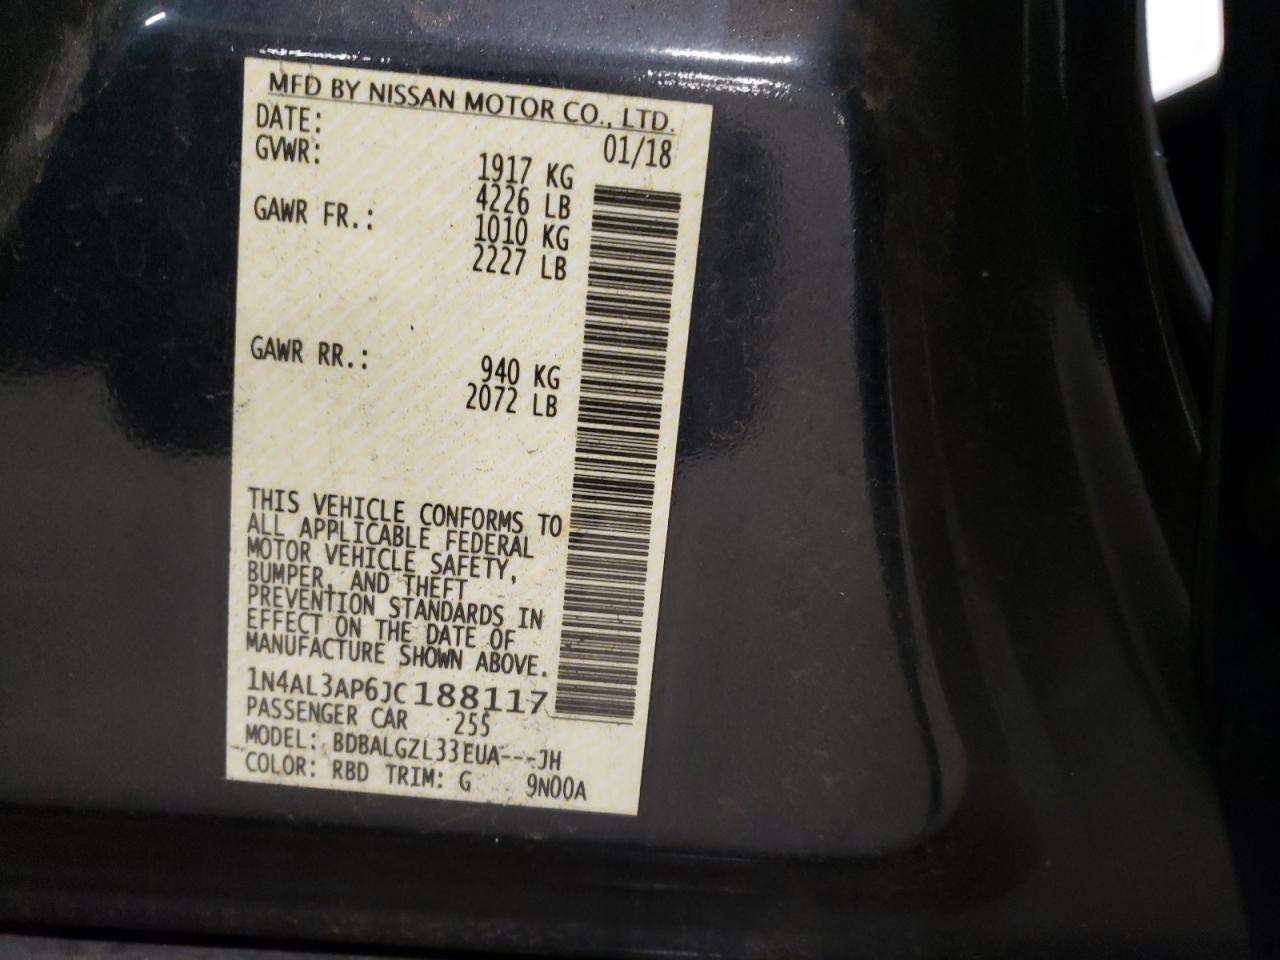 MFD BY NISSAN MOTOR CO., LTD.
DATE: 01/18
GVWR: 1917 KG
4226 LB
GAWR FR.: 1010 KG
2227 LB
GAWR RR.: 940 KG
2072 LB
THIS VEHICLE CONFORMS TO
ALL APPLICABLE FEDERAL
MOTOR VEHICLE SAFETY,
BUMPER, AND THEFT
PREVENTION STANDARDS IN
EFFECT ON THE DATE OF
MANUFACTURE SHOWN ABOVE.
1N4AL3AP6JC188117
PASSENGER CAR 255
MODEL: BDBALGZL33EUA---JH
COLOR: RBD TRIM: G 9N00A